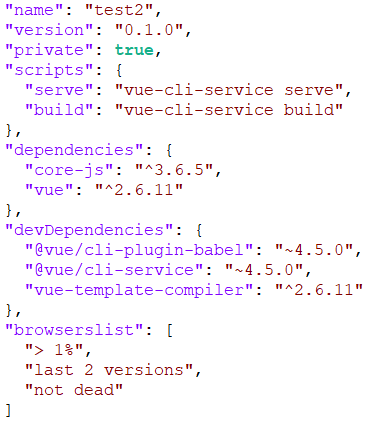 "name": "test2",
"version": "0.1.0",
"private": true,
"scripts": {
"serve": "vue-cli-service serve",
"build": "vue-cli-service build"
},
"dependencies": {
"core-js": "^3.6.5",
"vue": "^2.6.11"
},
"devDependencies": {
"@vue/cli-plugin-babel": "~4.5.0",
"@vue/cli-service": "~4.5.0",
"vue-template-compiler": "^2.6.11"
},
"browserslist": [
"> 1%",
"last 2 versions",
"not dead"
]